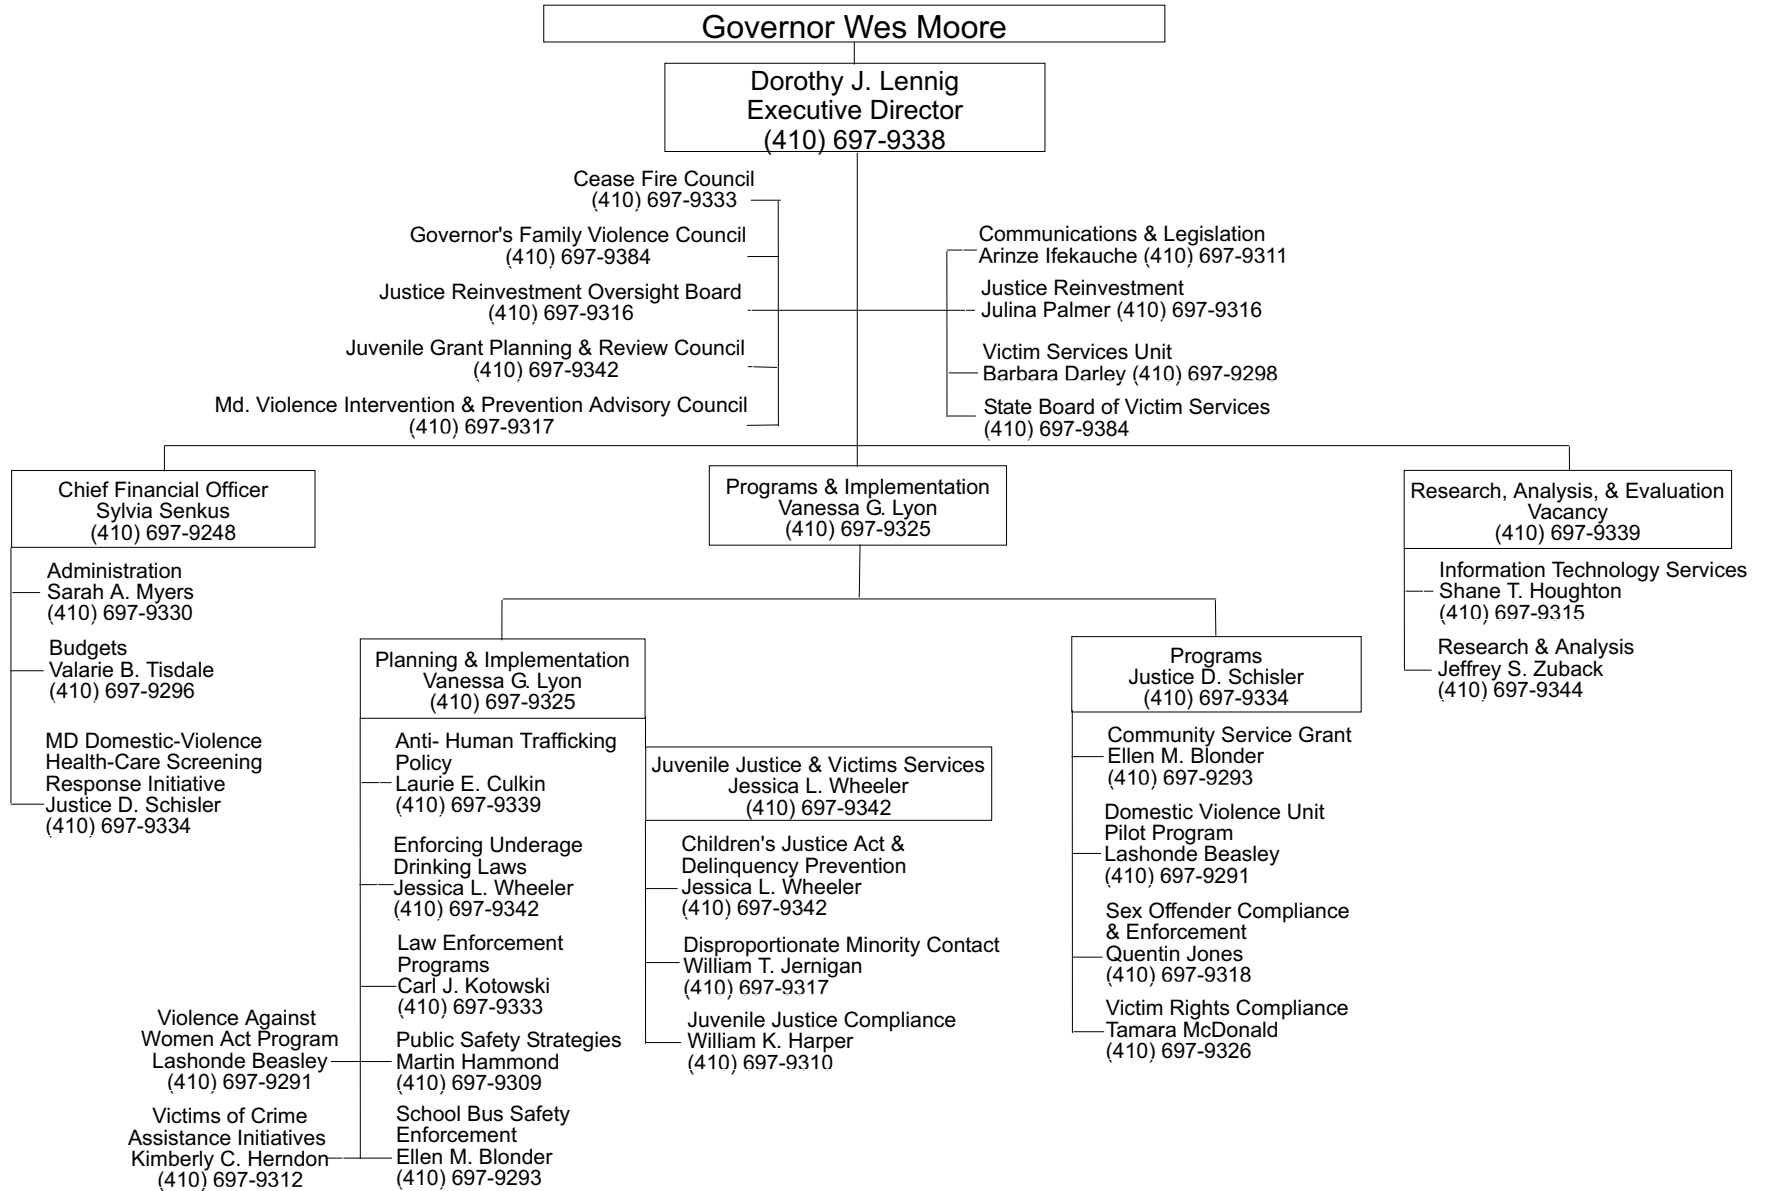 Governor Wes Moore
Dorothy J. Lennig
Executive Director
(410) 697-9338
Cease Fire Council
(410) 697-9333
Governor's Family Violence Council
(410) 697-9384
Justice Reinvestment Oversight Board
(410) 697-9316
Juvenile Grant Planning & Review Council
(410) 697-9342
Md. Violence Intervention & Prevention Advisory Council
(410) 697-9317
Communications & Legislation
Arinze Ifekauche (410) 697-9311
Justice Reinvestment
Julina Palmer (410) 697-9316
Victim Services Unit
Barbara Darley (410) 697-9298
State Board of Victim Services
(410) 697-9384
Chief Financial Officer
Sylvia Senkus
(410) 697-9248
Administration
Sarah A. Myers
(410) 697-9330
Budgets
Valarie B. Tisdale
(410) 697-9296
MD Domestic-Violence
Health-Care Screening
Response Initiative
Justice D. Schisler
(410) 697-9334
Programs & Implementation
Vanessa G. Lyon
(410) 697-9325
Planning & Implementation
Vanessa G. Lyon
(410) 697-9325
Anti- Human Trafficking
Policy
Laurie E. Culkin
(410) 697-9339
Enforcing Underage
Drinking Laws
Jessica L. Wheeler
(410) 697-9342
Law Enforcement
Programs
Carl J. Kotowski
(410) 697-9333
Violence Against
Women Act Program
Lashonde Beasley
(410) 697-9291
Public Safety Strategies
Martin Hammond
(410) 697-9309
Victims of Crime
Assistance Initiatives
Kimberly C. Herndon
(410) 697-9312
School Bus Safety
Enforcement
Ellen M. Blonder
(410) 697-9293
Juvenile Justice & Victims Services
Jessica L. Wheeler
(410) 697-9342
Children's Justice Act &
Delinquency Prevention
Jessica L. Wheeler
(410) 697-9342
Disproportionate Minority Contact
William T. Jernigan
(410) 697-9317
Juvenile Justice Compliance
William K. Harper
(410) 697-9310
Programs
Justice D. Schisler
(410) 697-9334
Community Service Grant
Ellen M. Blonder
(410) 697-9293
Domestic Violence Unit
Pilot Program
Lashonde Beasley
(410) 697-9291
Sex Offender Compliance
& Enforcement
Quentin Jones
(410) 697-9318
Victim Rights Compliance
Tamara McDonald
(410) 697-9326
Research, Analysis, & Evaluation
Vacancy
(410) 697-9339
Information Technology Services
Shane T. Houghton
(410) 697-9315
Research & Analysis
Jeffrey S. Zuback
(410) 697-9344